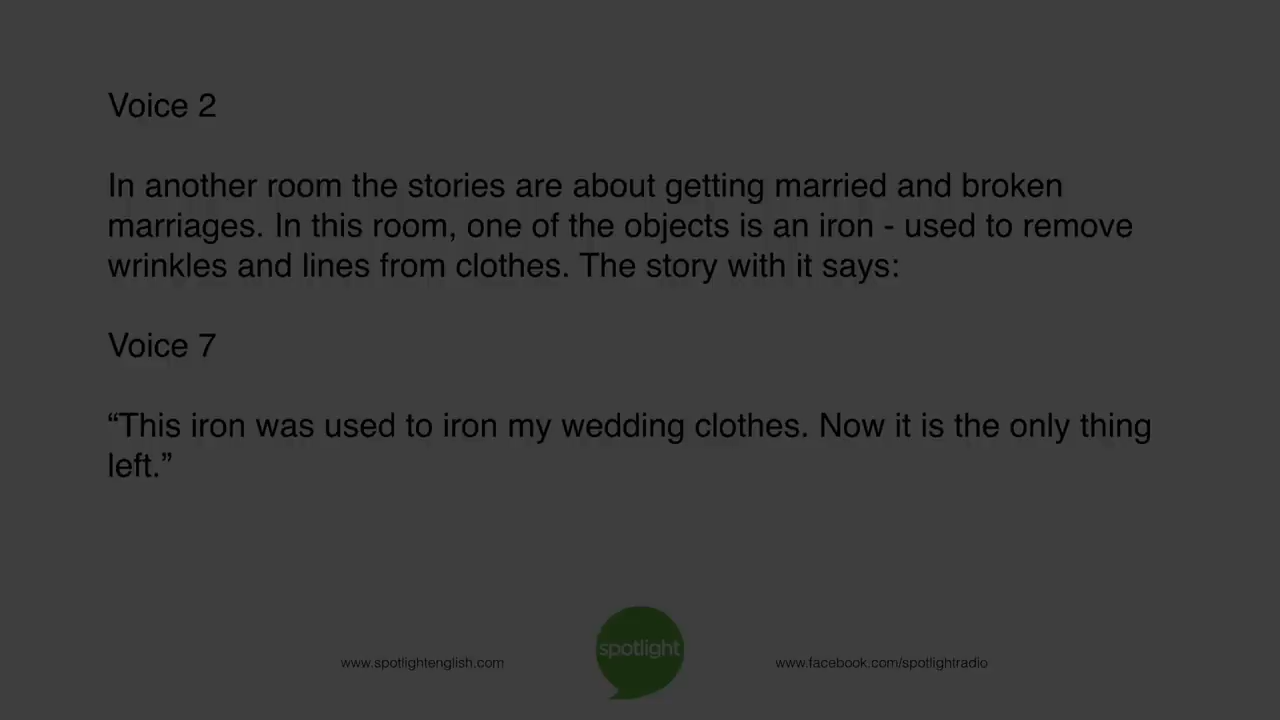 Voice 2
In another room the stories are about getting married and broken
marriages. In this room, one of the objects is an iron - used to remove
wrinkles and lines from clothes. The story with it says:
Voice 7
“This iron was used to iron my wedding clothes. Now it is the only thing
left.”
spotlight
www.spotlightenglish.com
www.facebook.com/spotlightradio